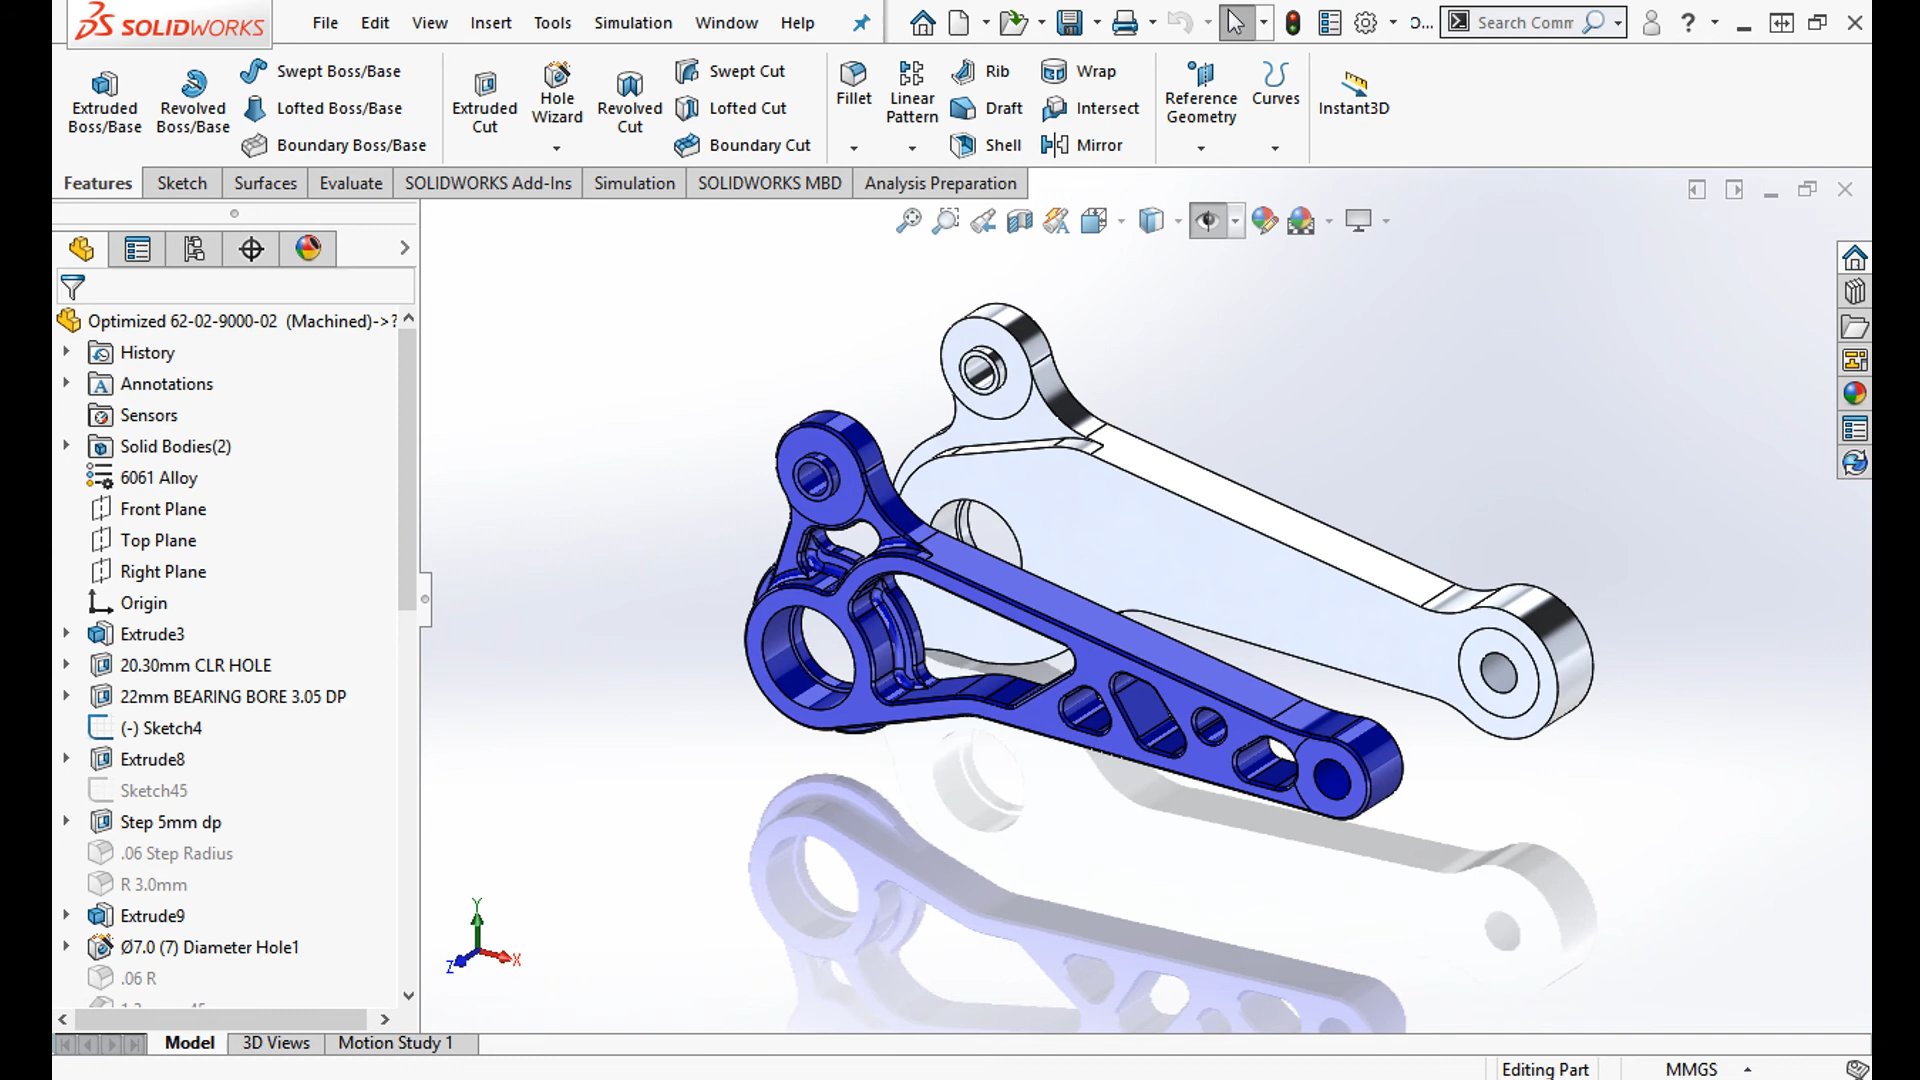 SOLIDWORKS File Edit View Insert Tools Simulation Window Help Ɔ... Search Comm ?
Extruded Boss/Base
Revolved Boss/Base
Swept Boss/Base
Lofted Boss/Base
Boundary Boss/Base
Extruded Cut
Hole Wizard
Revolved Cut
Swept Cut
Lofted Cut
Boundary Cut
Fillet
Linear Pattern
Rib
Draft
Shell
Wrap
Intersect
Mirror
Reference Geometry
Curves
Instant3D
Features Sketch Surfaces Evaluate SOLIDWORKS Add-Ins Simulation SOLIDWORKS MBD Analysis Preparation
Optimized 62-02-9000-02 (Machined)->?
History
Annotations
Sensors
Solid Bodies(2)
6061 Alloy
Front Plane
Top Plane
Right Plane
Origin
Extrude3
20.30mm CLR HOLE
22mm BEARING BORE 3.05 DP
(-) Sketch4
Extrude8
Sketch45
Step 5mm dp
.06 Step Radius
R 3.0mm
Extrude9
Ø7.0 (7) Diameter Hole1
.06 R
Y
X
Z
Model 3D Views Motion Study 1
Editing Part MMGS